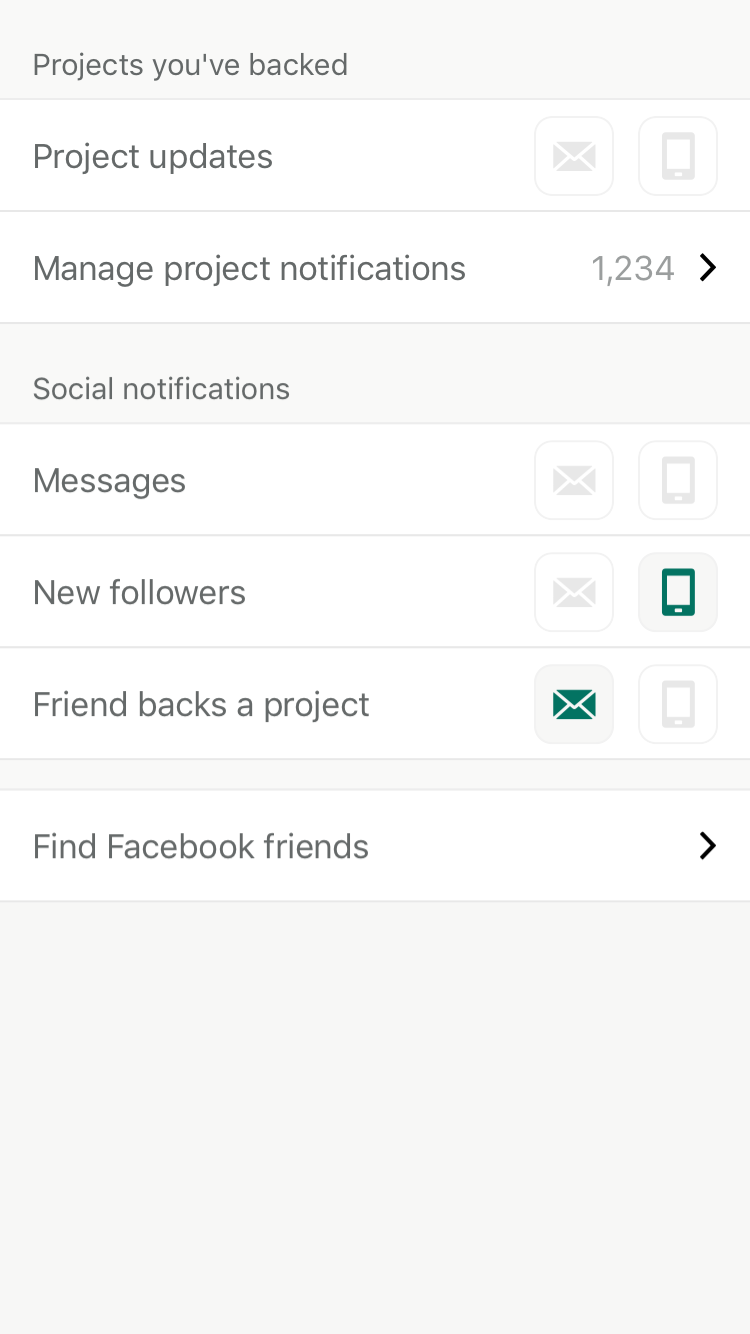 Projects you've backed
Project updates
Manage project notifications 1,234
Social notifications
Messages
New followers
Friend backs a project
Find Facebook friends